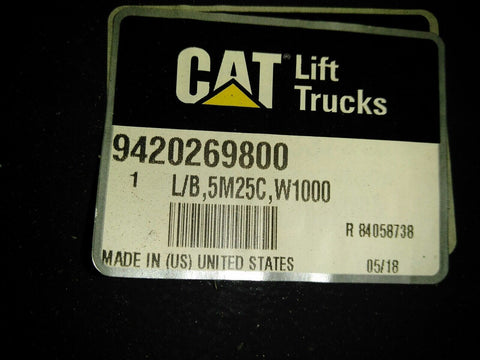 CAT Lift
Trucks
9420269800
1 L/B,5M25C,W1000
R 84058738
MADE IN (US) UNITED STATES 05/18